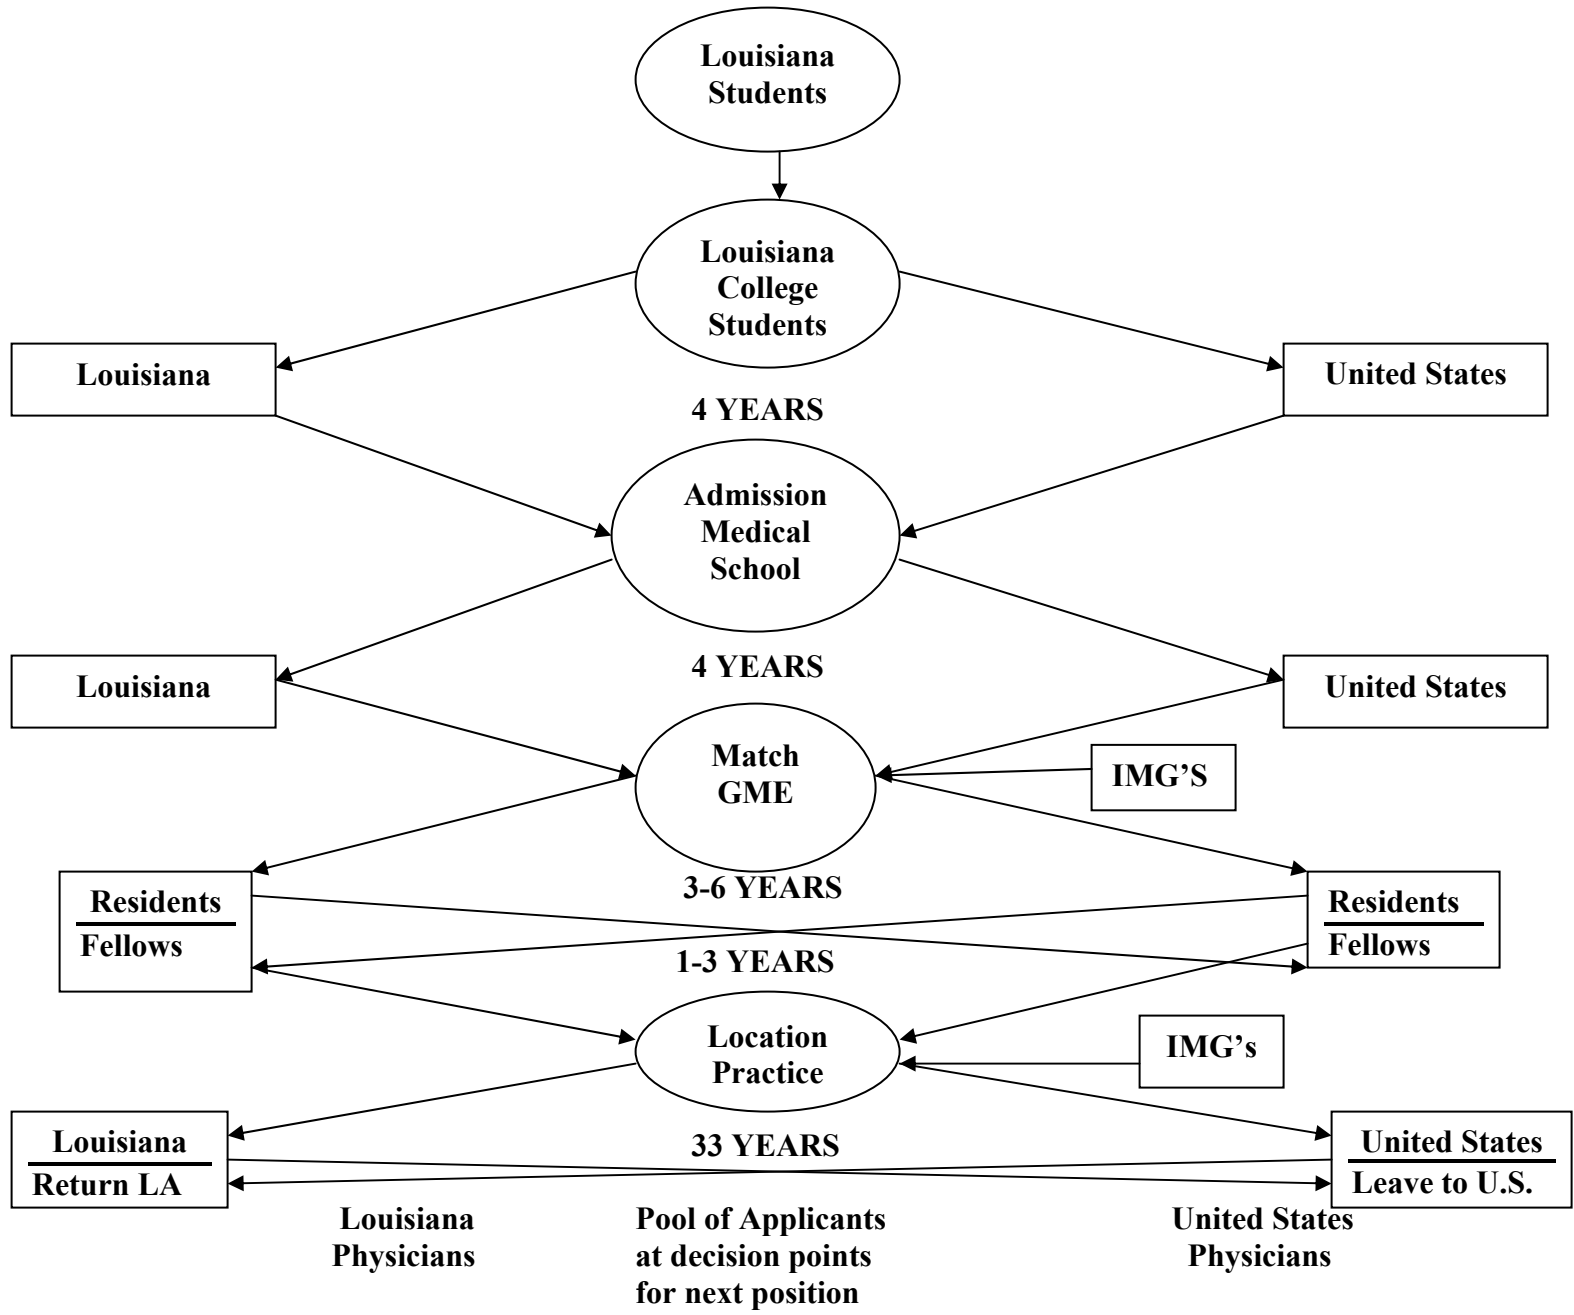 Louisiana
Students
Louisiana
College
Students
Louisiana
United States
4 YEARS
Admission
Medical
School
Louisiana
4 YEARS
United States
Match
GME
IMG'S
3-6 YEARS
Residents
Fellows
Residents
Fellows
1-3 YEARS
Location
Practice
IMG's
Louisiana
Return LA
33 YEARS
United States
Leave to U.S.
Louisiana
Physicians
Pool of Applicants
at decision points
for next position
United States
Physicians